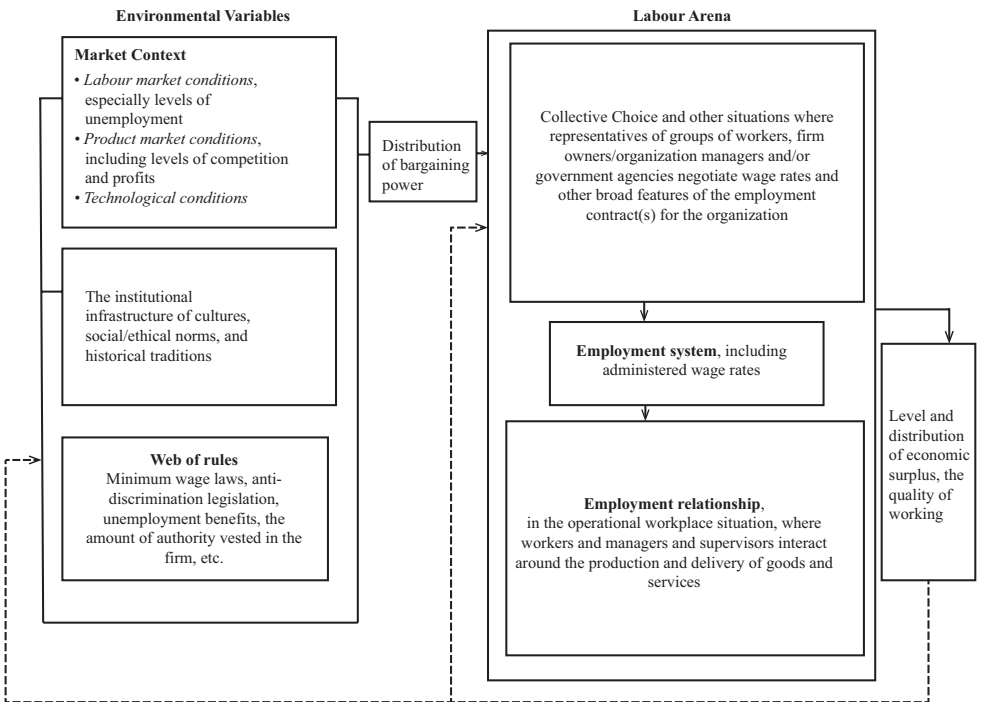 Environmental Variables
Market Context
• Labour market conditions,
especially levels of
unemployment
• Product market conditions,
including levels of competition
and profits
• Technological conditions
The institutional
infrastructure of cultures,
social/ethical norms, and
historical traditions
Web of rules
Minimum wage laws, anti-
discrimination legislation,
unemployment benefits, the
amount of authority vested in the
firm, etc.
Distribution
of bargaining
power
Labour Arena
Collective Choice and other situations where
representatives of groups of workers, firm
owners/organization managers and/or
government agencies negotiate wage rates and
other broad features of the employment
contract(s) for the organization
Employment system, including
administered wage rates
Employment relationship,
in the operational workplace situation, where
workers and managers and supervisors interact
around the production and delivery of goods and
services
Level and
distribution
of economic
surplus, the
quality of
working